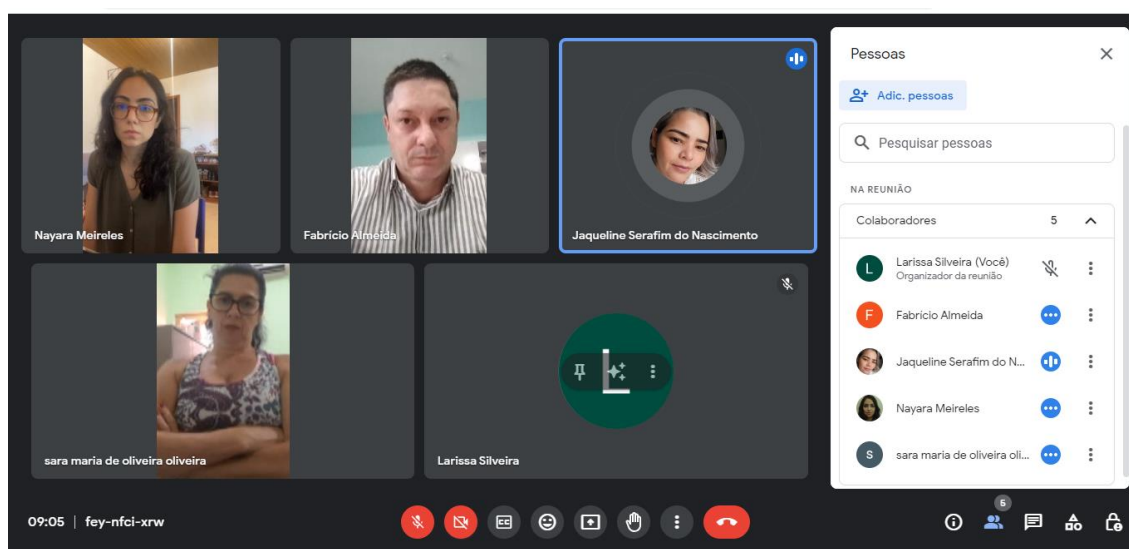 Nayara Meireles
Fabrício Almeida
Jaqueline Serafim do Nascimento
sara maria de oliveira oliveira
L
Larissa Silveira
Pessoas
Adic. pessoas
Pesquisar pessoas
NA REUNIÃO
Colaboradores 5
L Larissa Silveira (Você)
Organizador da reunião
F Fabrício Almeida
Jaqueline Serafim do N...
Nayara Meireles
S sara maria de oliveira oli...
09:05 | fey-nfci-xrw
CC
5